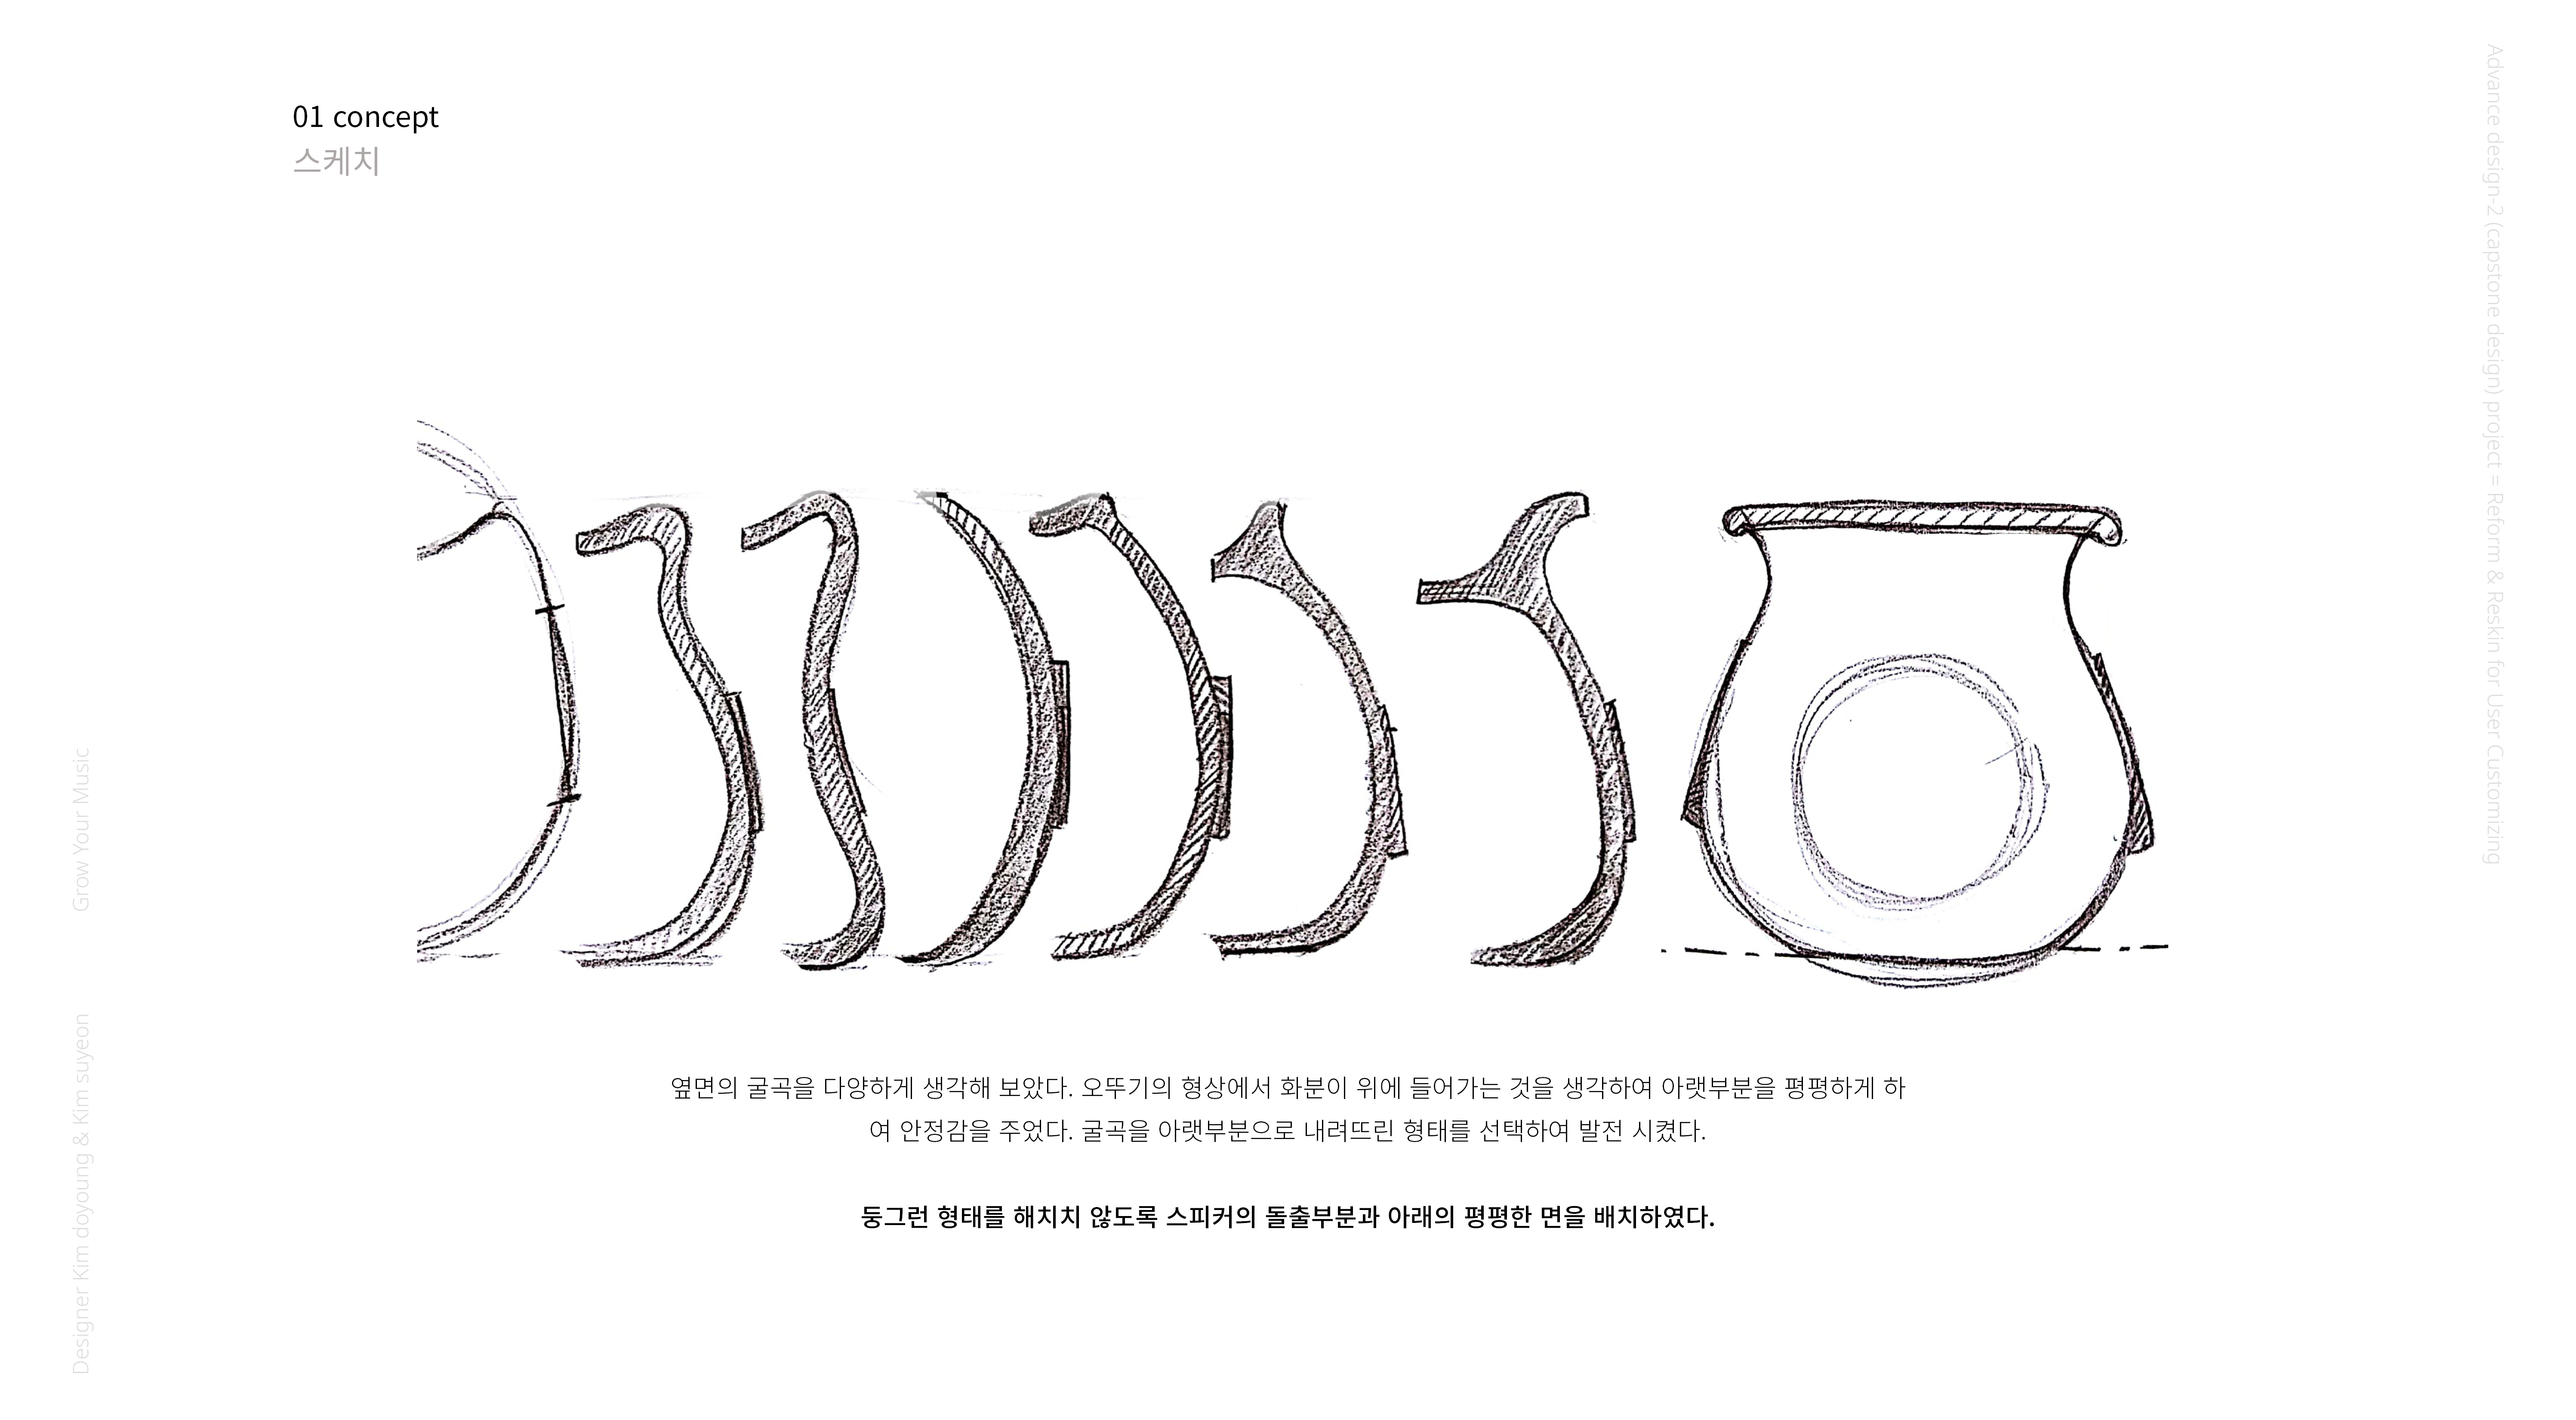 01 concept
스케치
옆면의 굴곡을 다양하게 생각해 보았다. 오뚜기의 형상에서 화분이 위에 들어가는 것을 생각하여 아랫부분을 평평하게 하
여 안정감을 주었다. 굴곡을 아랫부분으로 내려뜨린 형태를 선택하여 발전 시켰다.
둥그런 형태를 해치치 않도록 스피커의 돌출부분과 아래의 평평한 면을 배치하였다.
Designer Kim doyoung & Kim suyeon
Grow Your Music
Advance design-2 (capstone design) project = Reform & Reskin for User Customizing